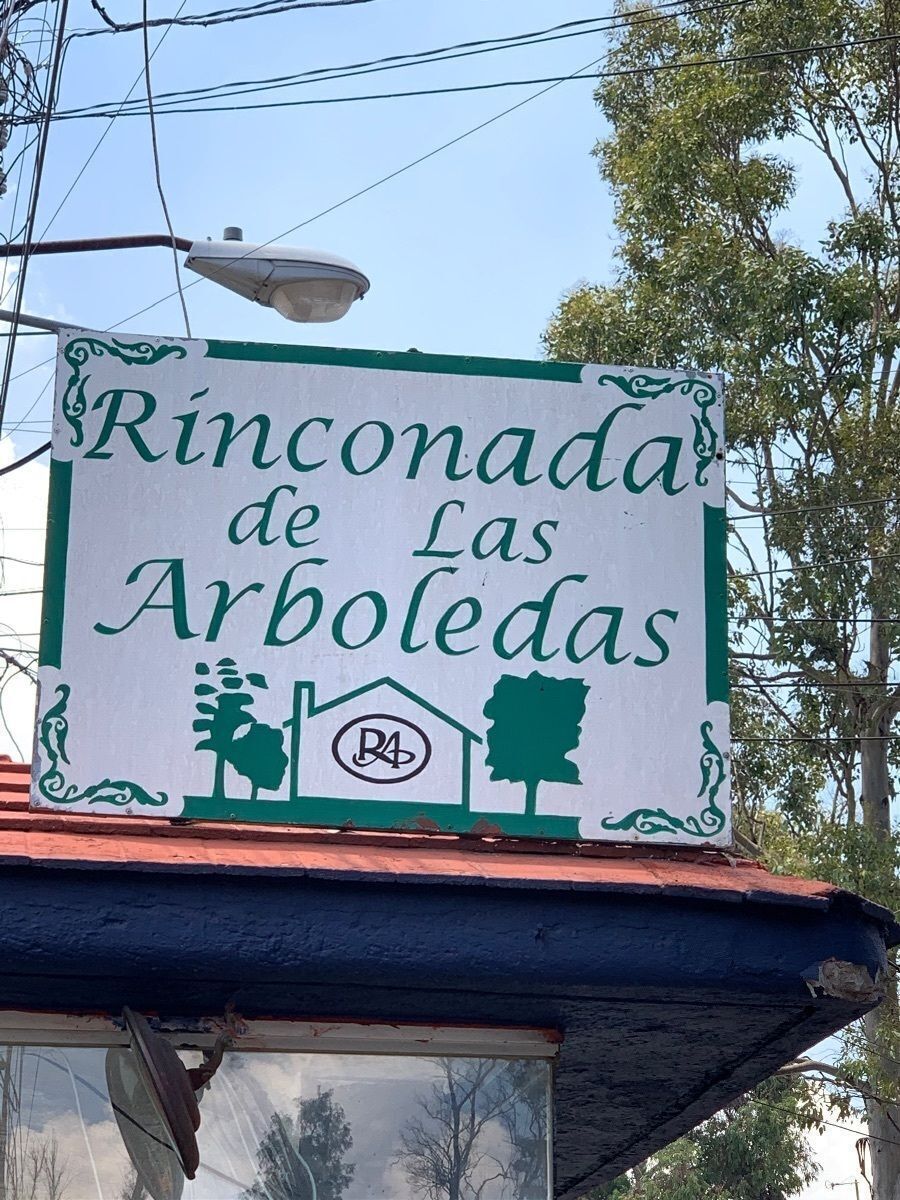 Rinconada
de Las
Arboledas
RA